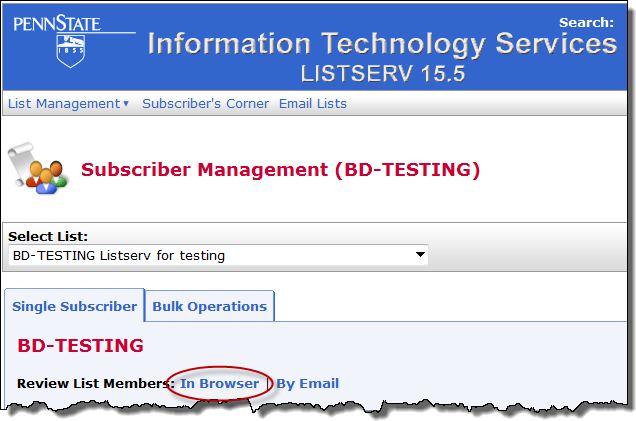 PENNSTATE
1855
Search:
Information Technology Services
LISTSERV 15.5
List Management▾ Subscriber's Corner Email Lists
Subscriber Management (BD-TESTING)
Select List:
BD-TESTING Listserv for testing
Single Subscriber Bulk Operations
BD-TESTING
Review List Members: In Browser | By Email